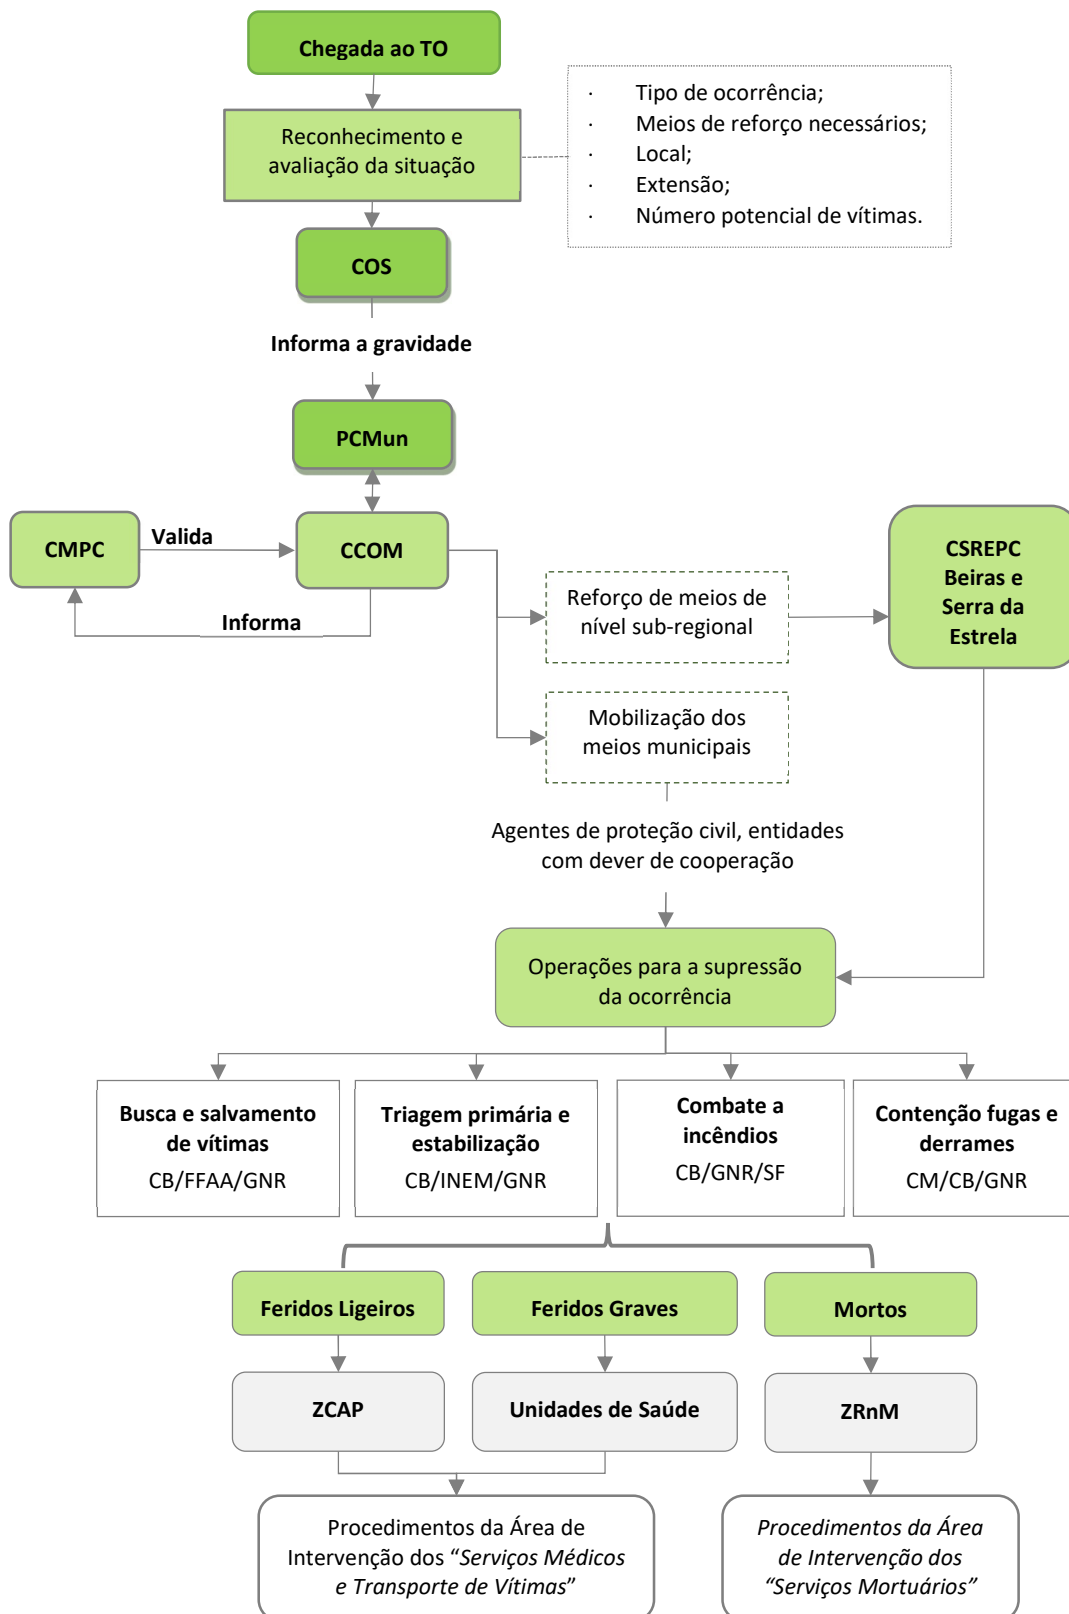 Chegada ao TO
· Tipo de ocorrência;
· Meios de reforço necessários;
· Local;
· Extensão;
· Número potencial de vítimas.
Reconhecimento e
avaliação da situação
COS
Informa a gravidade
PCMun
CMPC
Valida
CCOM
Informa
Reforço de meios de
nível sub-regional
CSREPC
Beiras e
Serra da
Estrela
Mobilização dos
meios municipais
Agentes de proteção civil, entidades
com dever de cooperação
Operações para a supressão
da ocorrência
Busca e salvamento
de vítimas
CB/FFAA/GNR
Triagem primária e
estabilização
CB/INEM/GNR
Combate a
incêndios
CB/GNR/SF
Contenção fugas e
derrames
CM/CB/GNR
Feridos Ligeiros
Feridos Graves
Mortos
ZCAP
Unidades de Saúde
ZRnM
Procedimentos da Área de
Intervenção dos “Serviços Médicos
e Transporte de Vítimas”
Procedimentos da Área
de Intervenção dos
“Serviços Mortuários”